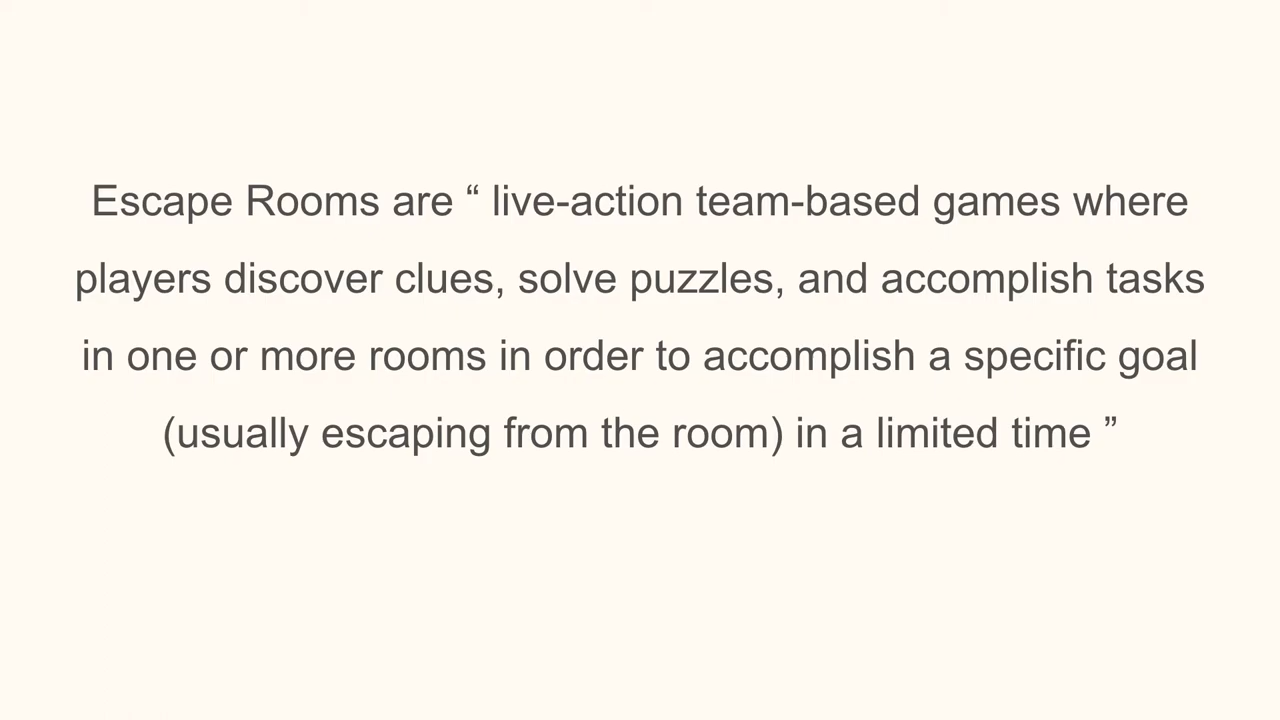 Escape Rooms are “ live-action team-based games where
players discover clues, solve puzzles, and accomplish tasks
in one or more rooms in order to accomplish a specific goal
(usually escaping from the room) in a limited time ”